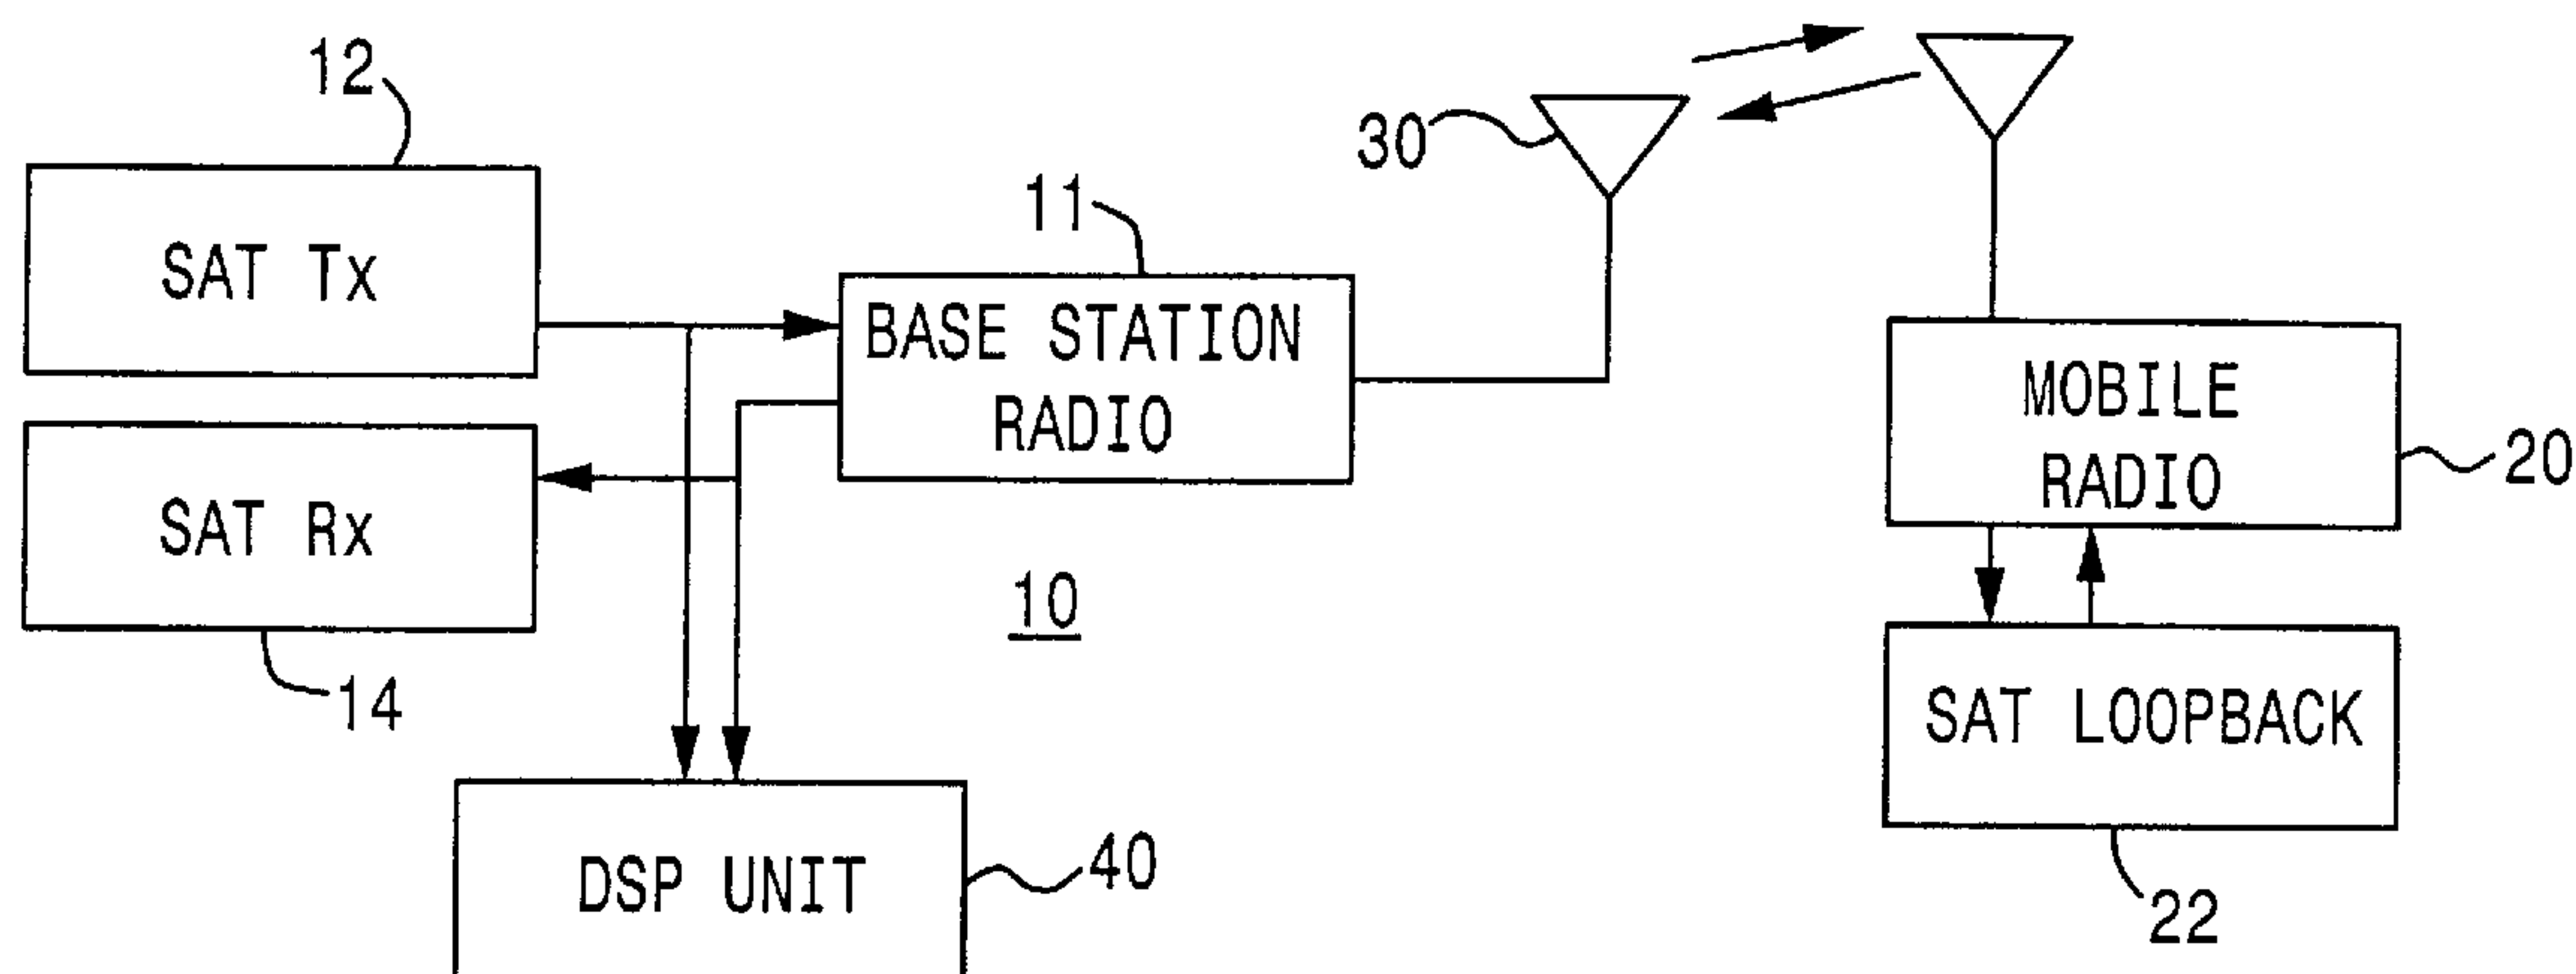 12
SAT Tx
11
BASE STATION
RADIO
30
MOBILE
RADIO
20
SAT Rx
14
10
SAT LOOPBACK
22
DSP UNIT
40